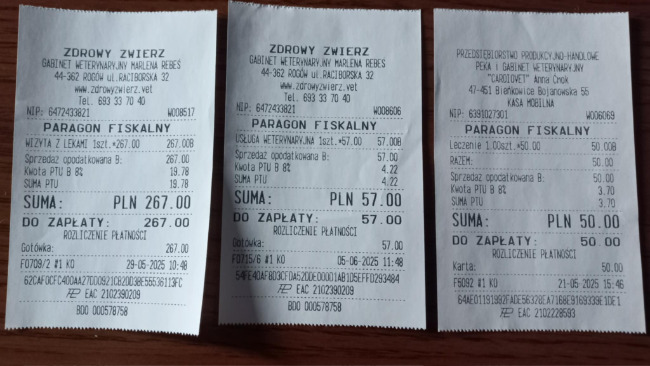 ZDROWY ZWIERZ
GABINET WETERYNARYJNY MARLENA REBEŚ
44-362 ROGÓW ul.RACIBORSKA 32
www.zdrowyzwierz.vet
Tel. 693 33 70 40
NIP: 6472433821 W008517
PARAGON FISKALNY
WIZYTA Z LEKAMI 1szt.*267.00 267.00B
Sprzedaż opodatkowana B: 267.00
Kwota PTU B 8% 19.78
SUMA PTU 19.78
SUMA: PLN 267.00
DO ZAPŁATY: 267.00
ROZLICZENIE PŁATNOŚCI
Gotówka: 267.00
F0709/2 #1 KO 29-05-2025 10:48
EAC 2102390209
BDO 000578758
ZDROWY ZWIERZ
GABINET WETERYNARYJNY MARLENA REBEŚ
44-362 ROGÓW ul.RACIBORSKA 32
www.zdrowyzwierz.vet
Tel. 693 33 70 40
NIP: 6472433821 W008606
PARAGON FISKALNY
USŁUGA WETERYNARYJNA 1szt.*57.00 57.00B
Sprzedaż opodatkowana B: 57.00
Kwota PTU B 8% 4.22
SUMA PTU 4.22
SUMA: PLN 57.00
DO ZAPŁATY: 57.00
ROZLICZENIE PŁATNOŚCI
Gotówka: 57.00
F0715/6 #1 KO 05-06-2025 11:48
EAC 2102390209
BDO 000578758
PRZEDSIĘBIORSTWO PRODUKCYJNO-HANDLOWE
PEKA i GABINET WETERYNARYJNY
"CARDIOVET" Anna Cnok
47-451 Bieńkowice Bojanowska 55
KASA MOBILNA
NIP: 6391027301 W006069
PARAGON FISKALNY
Leczenie 1.00szt.*50.00 50.00B
RAZEM: 50.00
Sprzedaż opodatkowana B: 50.00
Kwota PTU B 8% 3.70
SUMA PTU 3.70
SUMA: PLN 50.00
DO ZAPŁATY: 50.00
ROZLICZENIE PŁATNOŚCI
Karta: 50.00
F6092 #1 KO 21-05-2025 15:46
EAC 2102228593